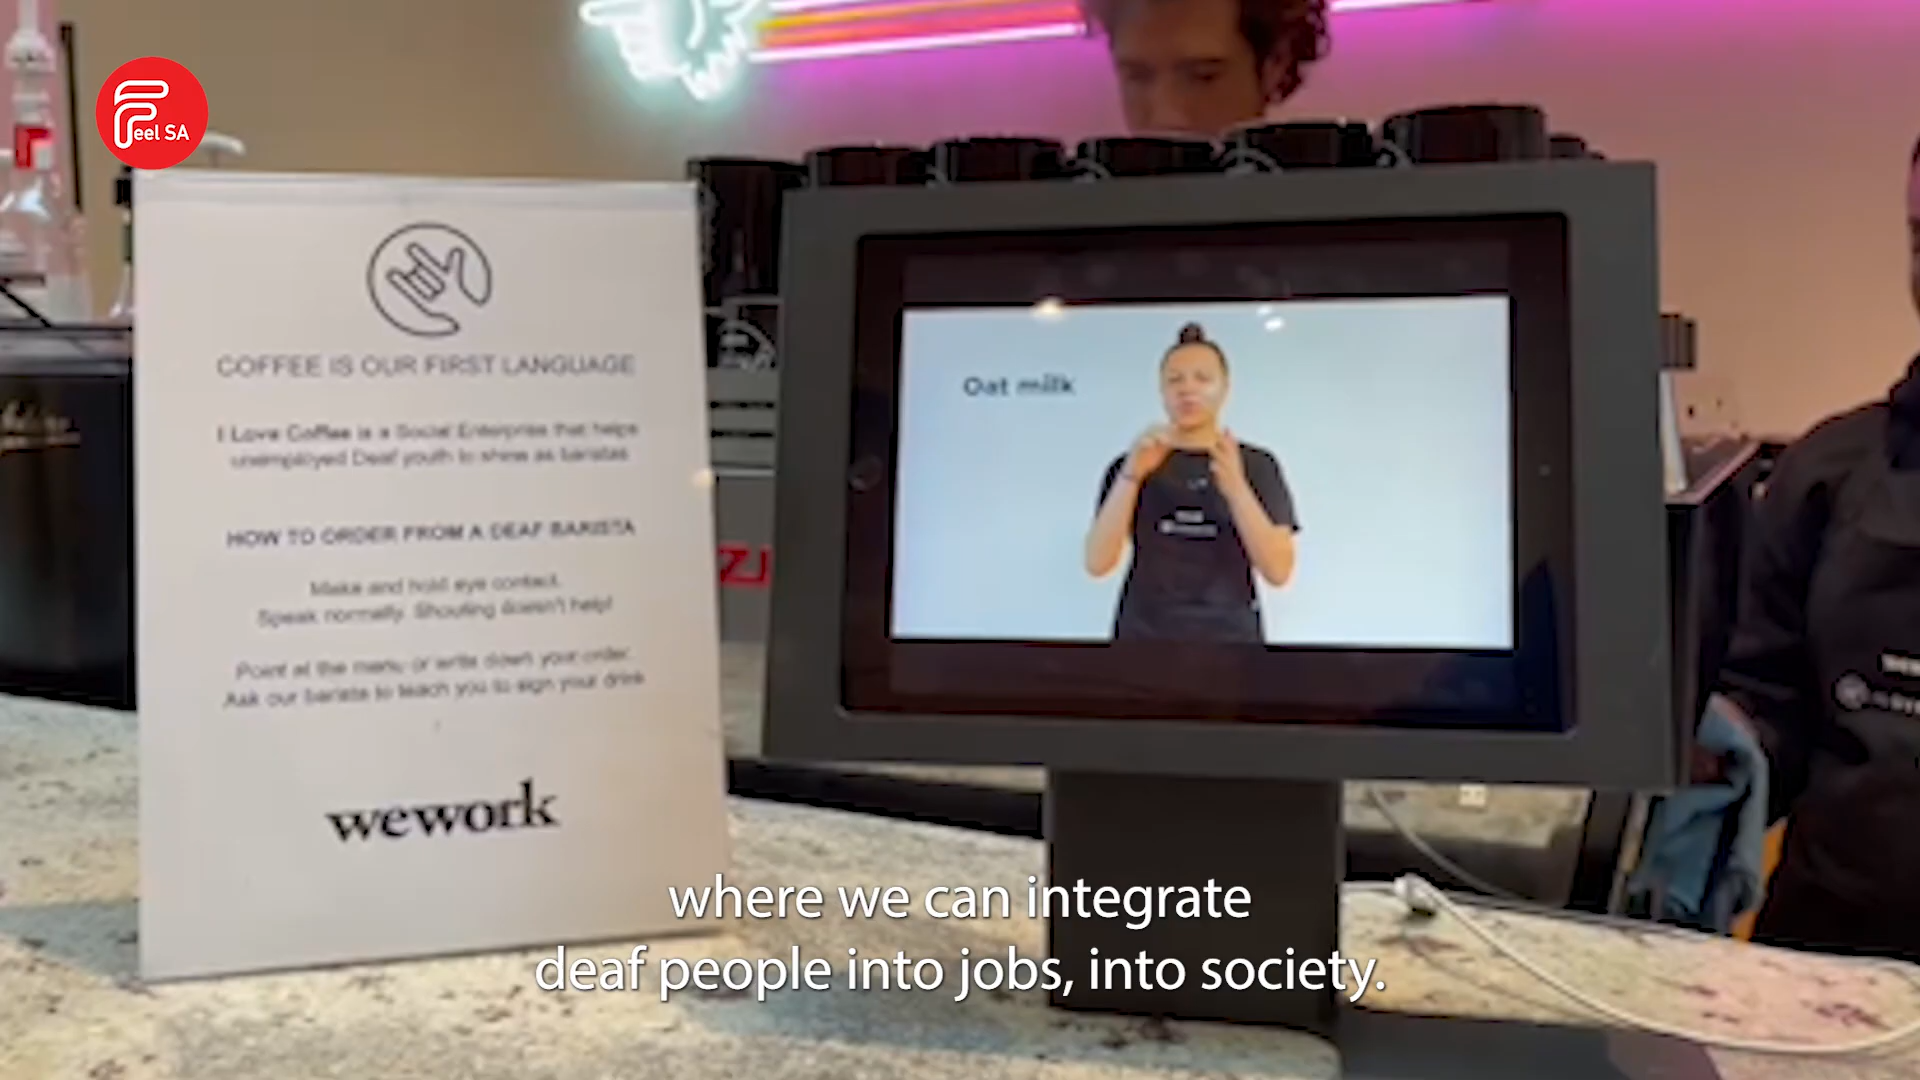 Feel SA
COFFEE IS OUR FIRST LANGUAGE
I Love Coffee is a Social Enterprise that helps
unemployed Deaf youth to shine as baristas
HOW TO ORDER FROM A DEAF BARISTA
Make and hold eye contact.
Speak normally. Shouting doesn't help!
Point at the menu or write down your order.
Ask our barista to teach you to sign your drink
wework
Oat milk
where we can integrate
deaf people into jobs, into society.